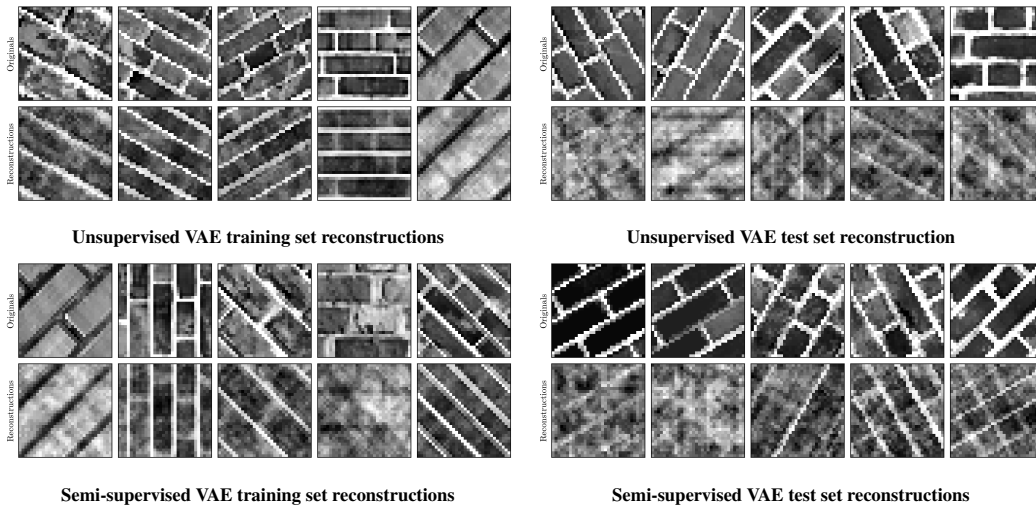 Originals
Reconstructions
Unsupervised VAE training set reconstructions
Originals
Reconstructions
Unsupervised VAE test set reconstruction
Originals
Reconstructions
Semi-supervised VAE training set reconstructions
Originals
Reconstructions
Semi-supervised VAE test set reconstructions